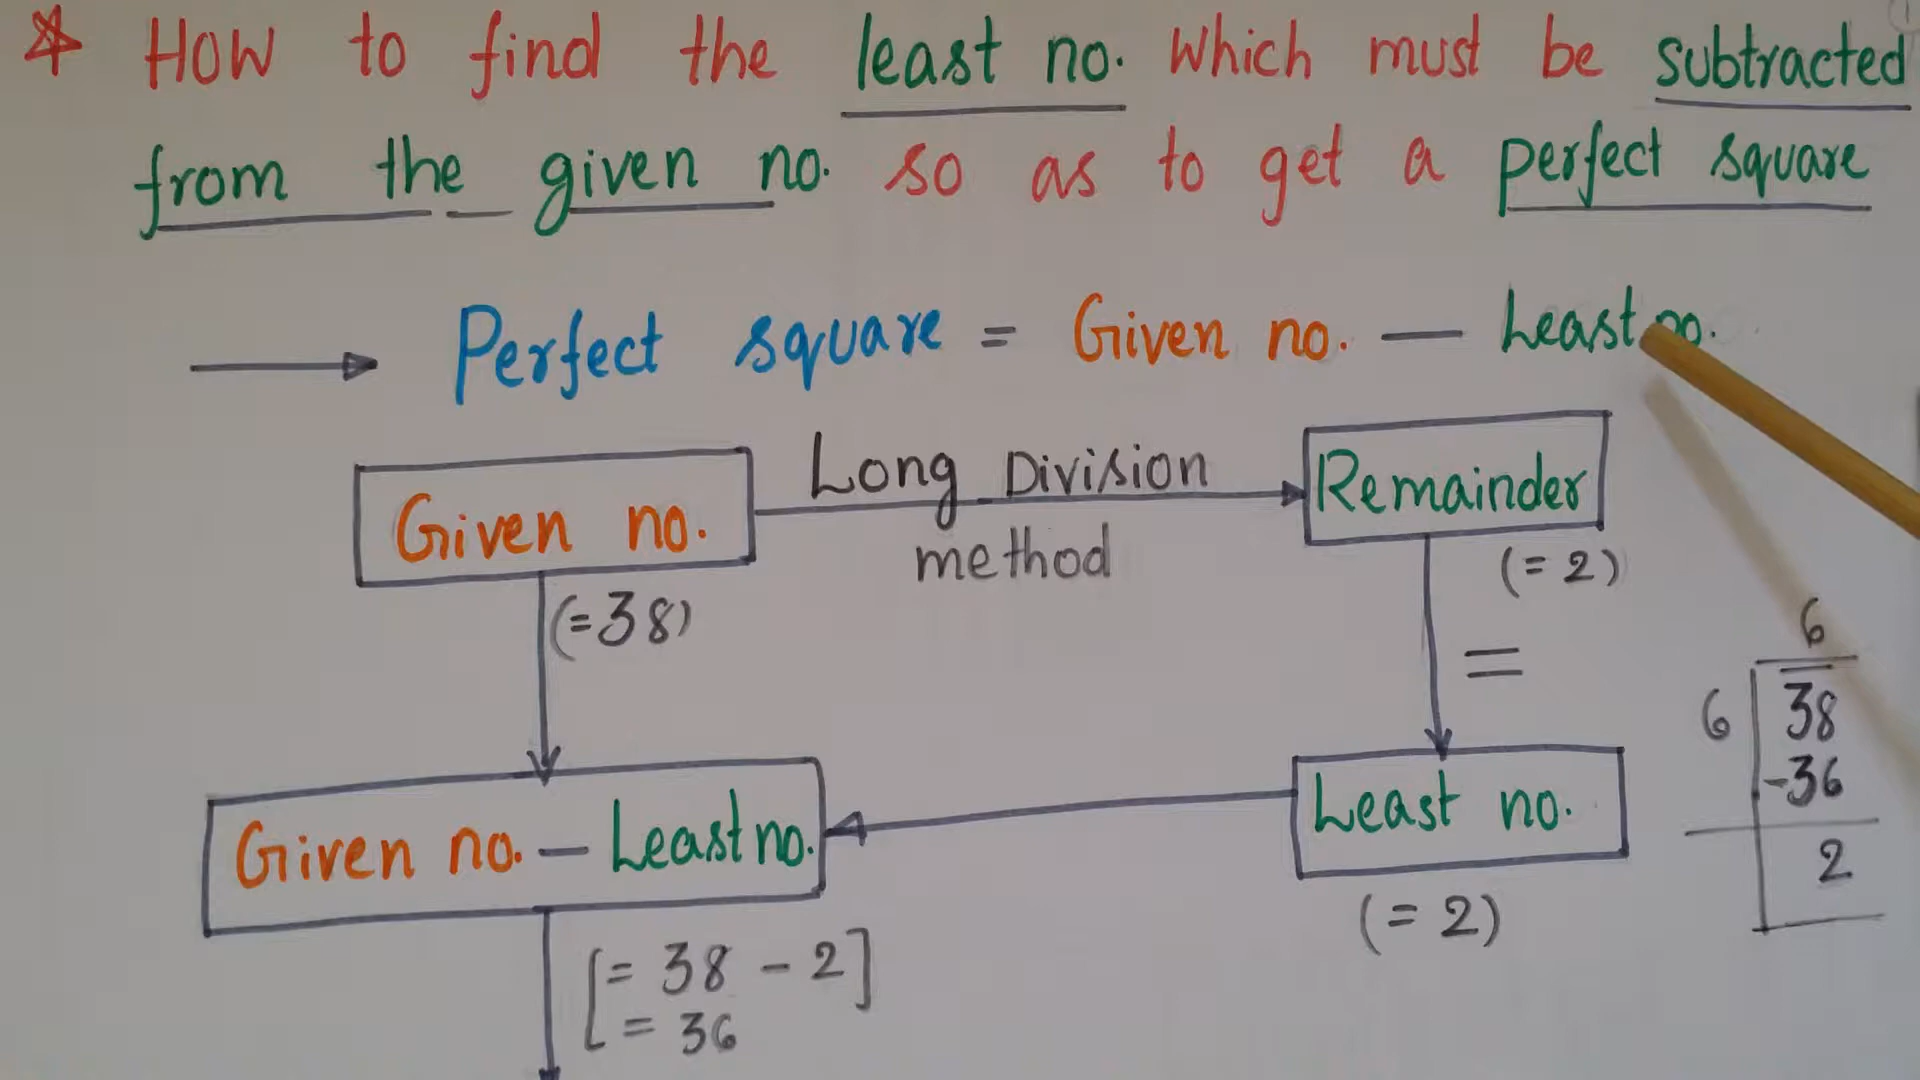 HOW to find the least no. which must be subtracted
from the given no. so as to get a perfect square
Perfect square = Given no. — Least no.
Given no.
Long Division
method
Remainder
(= 38)
(= 2)
=
Given no. — Least no.
Least no.
(= 2)
[= 38 - 2]
= 36
6
6 38
-36
2